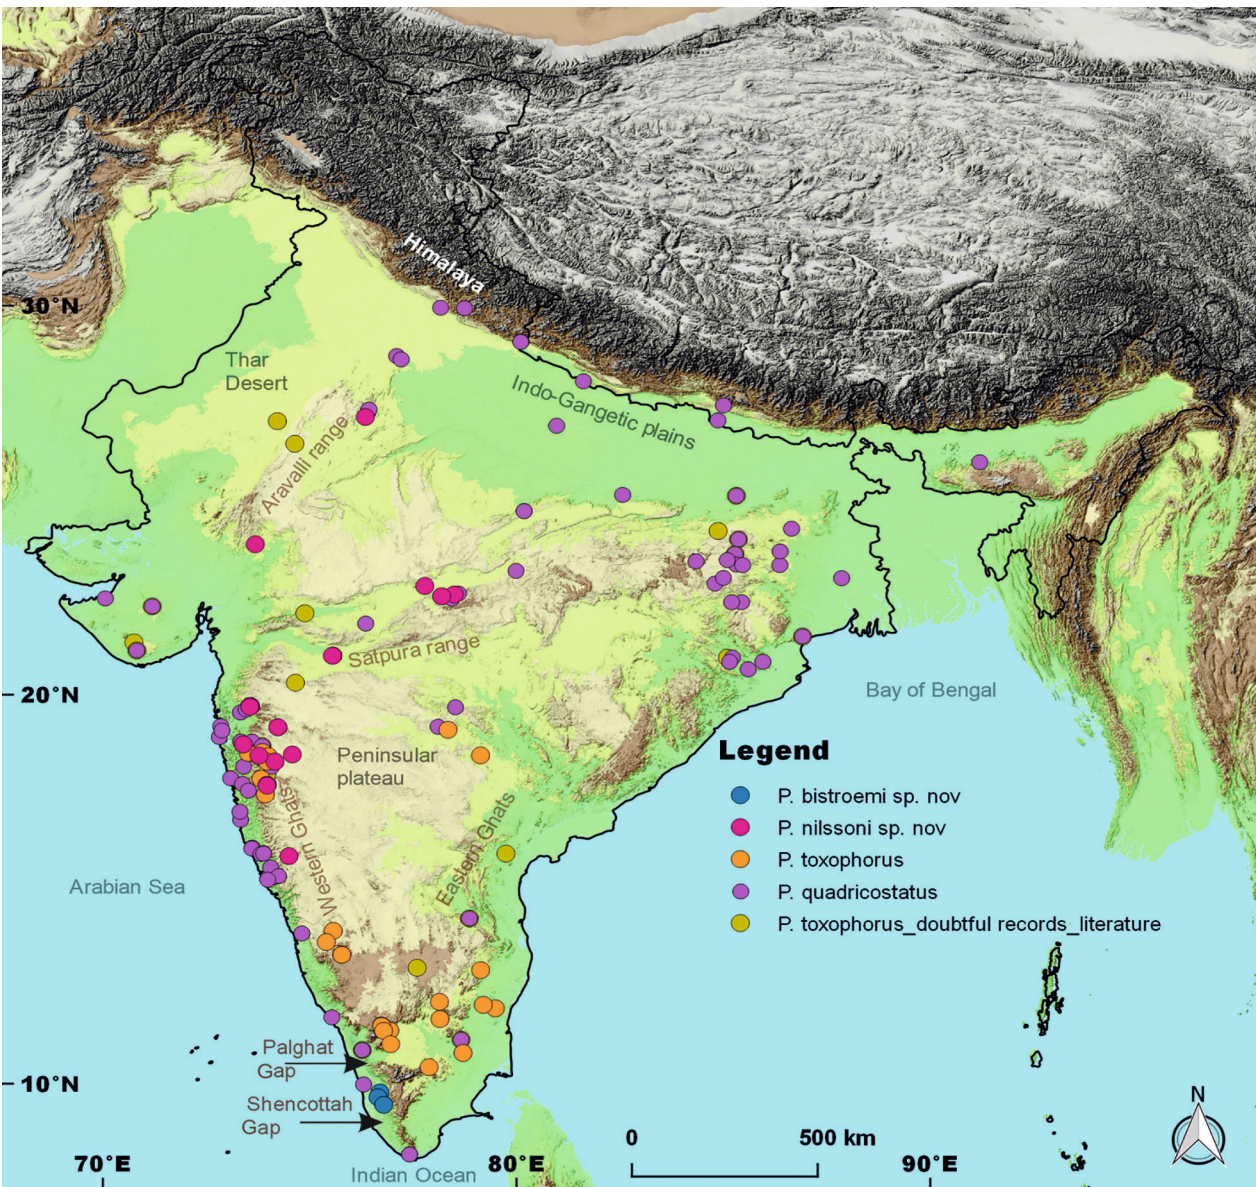 Himalaya
30°N
Thar
Desert
Indo-Gangetic plains
Aravalli range
Satpura range
20°N
Bay of Bengal
Peninsular
plateau
Legend
P. bistroemi sp. nov
P. nilssoni sp. nov
P. toxophorus
P. quadricostatus
P. toxophorus_doubtful records_literature
Western Ghats
Eastern Ghats
Arabian Sea
Palghat
Gap
10°N
Shencottah
Gap
N
0 500 km
70°E 80°E 90°E
Indian Ocean